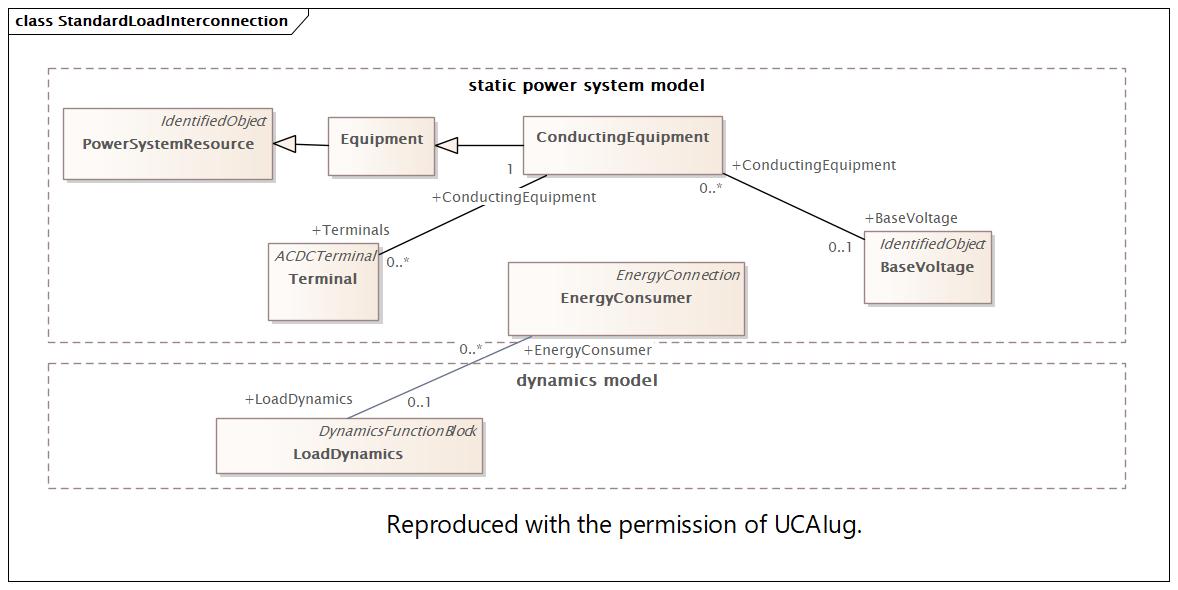 class StandardLoadInterconnection
static power system model
IdentifiedObject
PowerSystemResource
Equipment
ConductingEquipment
1
+ConductingEquipment
+ConductingEquipment
0..*
+Terminals
0..*
+BaseVoltage
0..1
ACDCTerminal
Terminal
IdentifiedObject
BaseVoltage
EnergyConnection
EnergyConsumer
0..*
+EnergyConsumer
dynamics model
+LoadDynamics
0..1
DynamicsFunctionBlock
LoadDynamics
Reproduced with the permission of UCAIug.